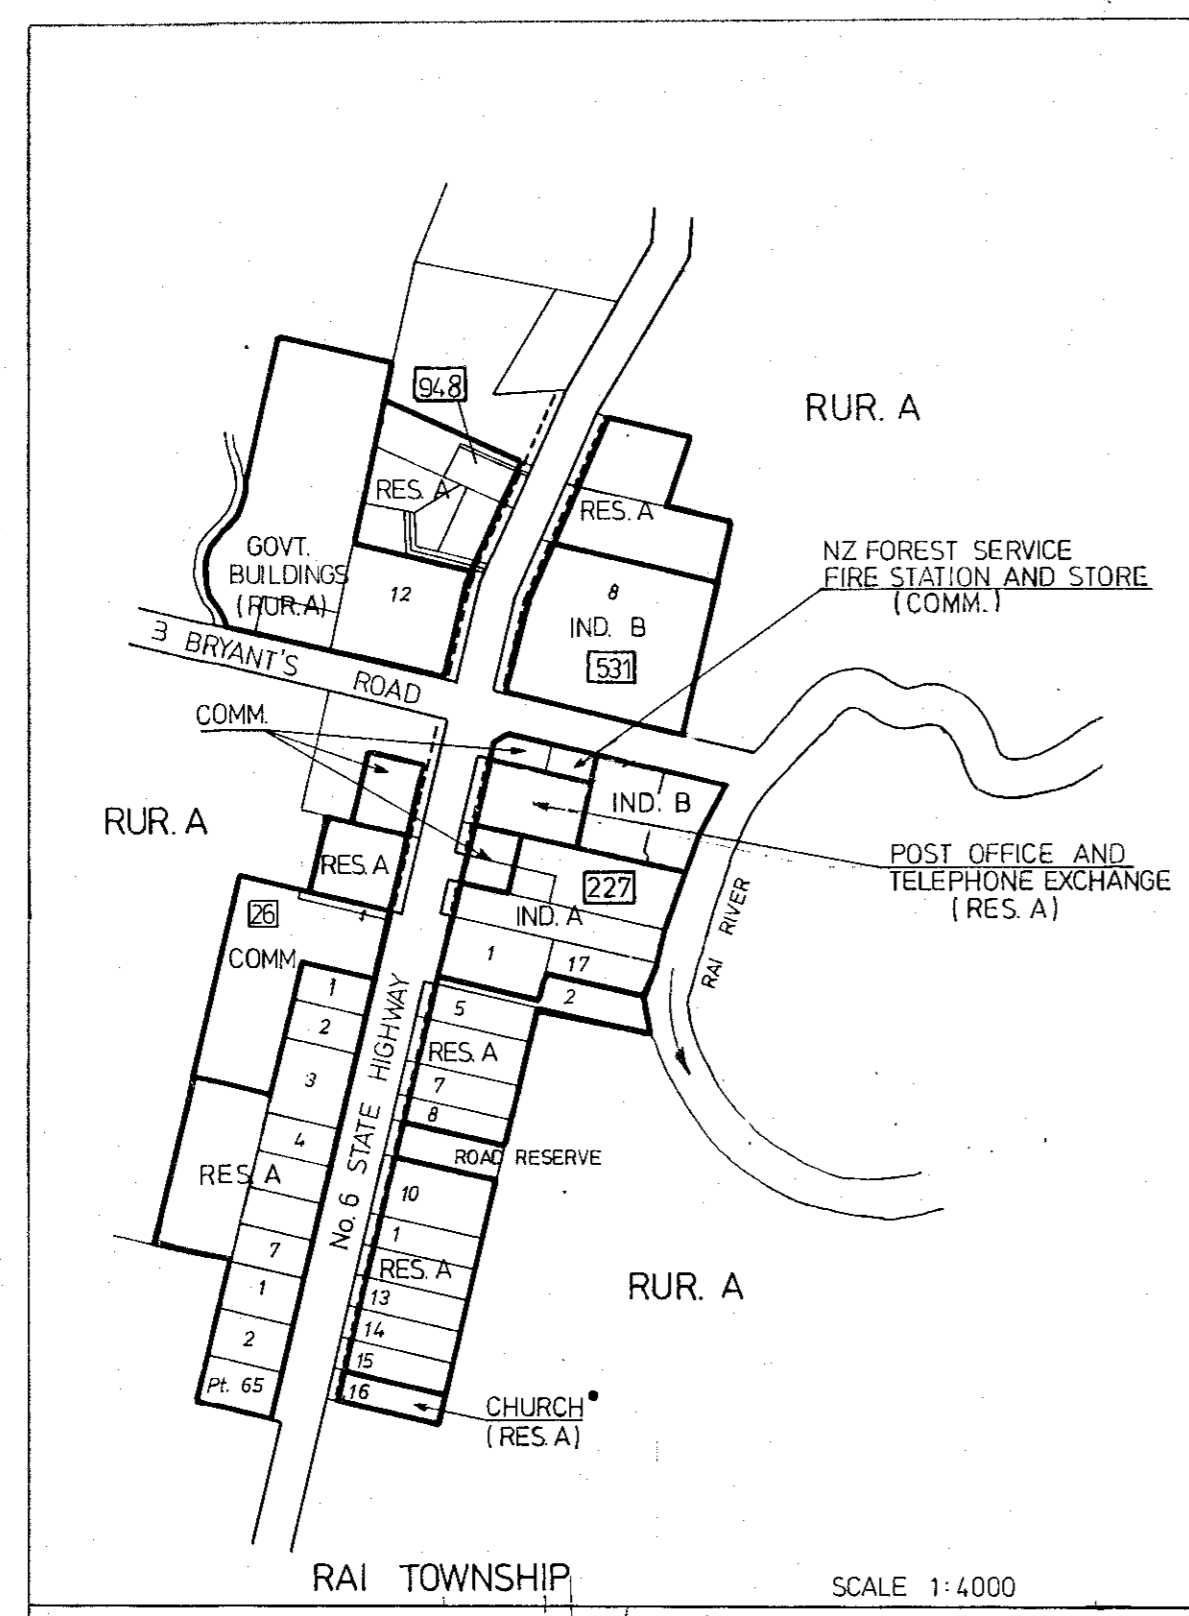 RUR. A
948
RES. A
RES. A
GOVT.
BUILDINGS
(RUR. A)
12
8
IND. B
531
NZ FOREST SERVICE
FIRE STATION AND STORE
(COMM.)
3 BRYANT'S ROAD
COMM.
IND. B
RUR. A
RES. A
POST OFFICE AND
TELEPHONE EXCHANGE
(RES. A)
227
26
1
IND. A
COMM.
1
17
2
RAI RIVER
1
2
3
4
7
1
2
Pt. 65
RES. A
No. 6 STATE HIGHWAY
5
RES. A
7
8
ROAD RESERVE
10
1
RES. A
13
14
15
16
RUR. A
CHURCH
(RES. A)
RAI TOWNSHIP
SCALE 1:4000